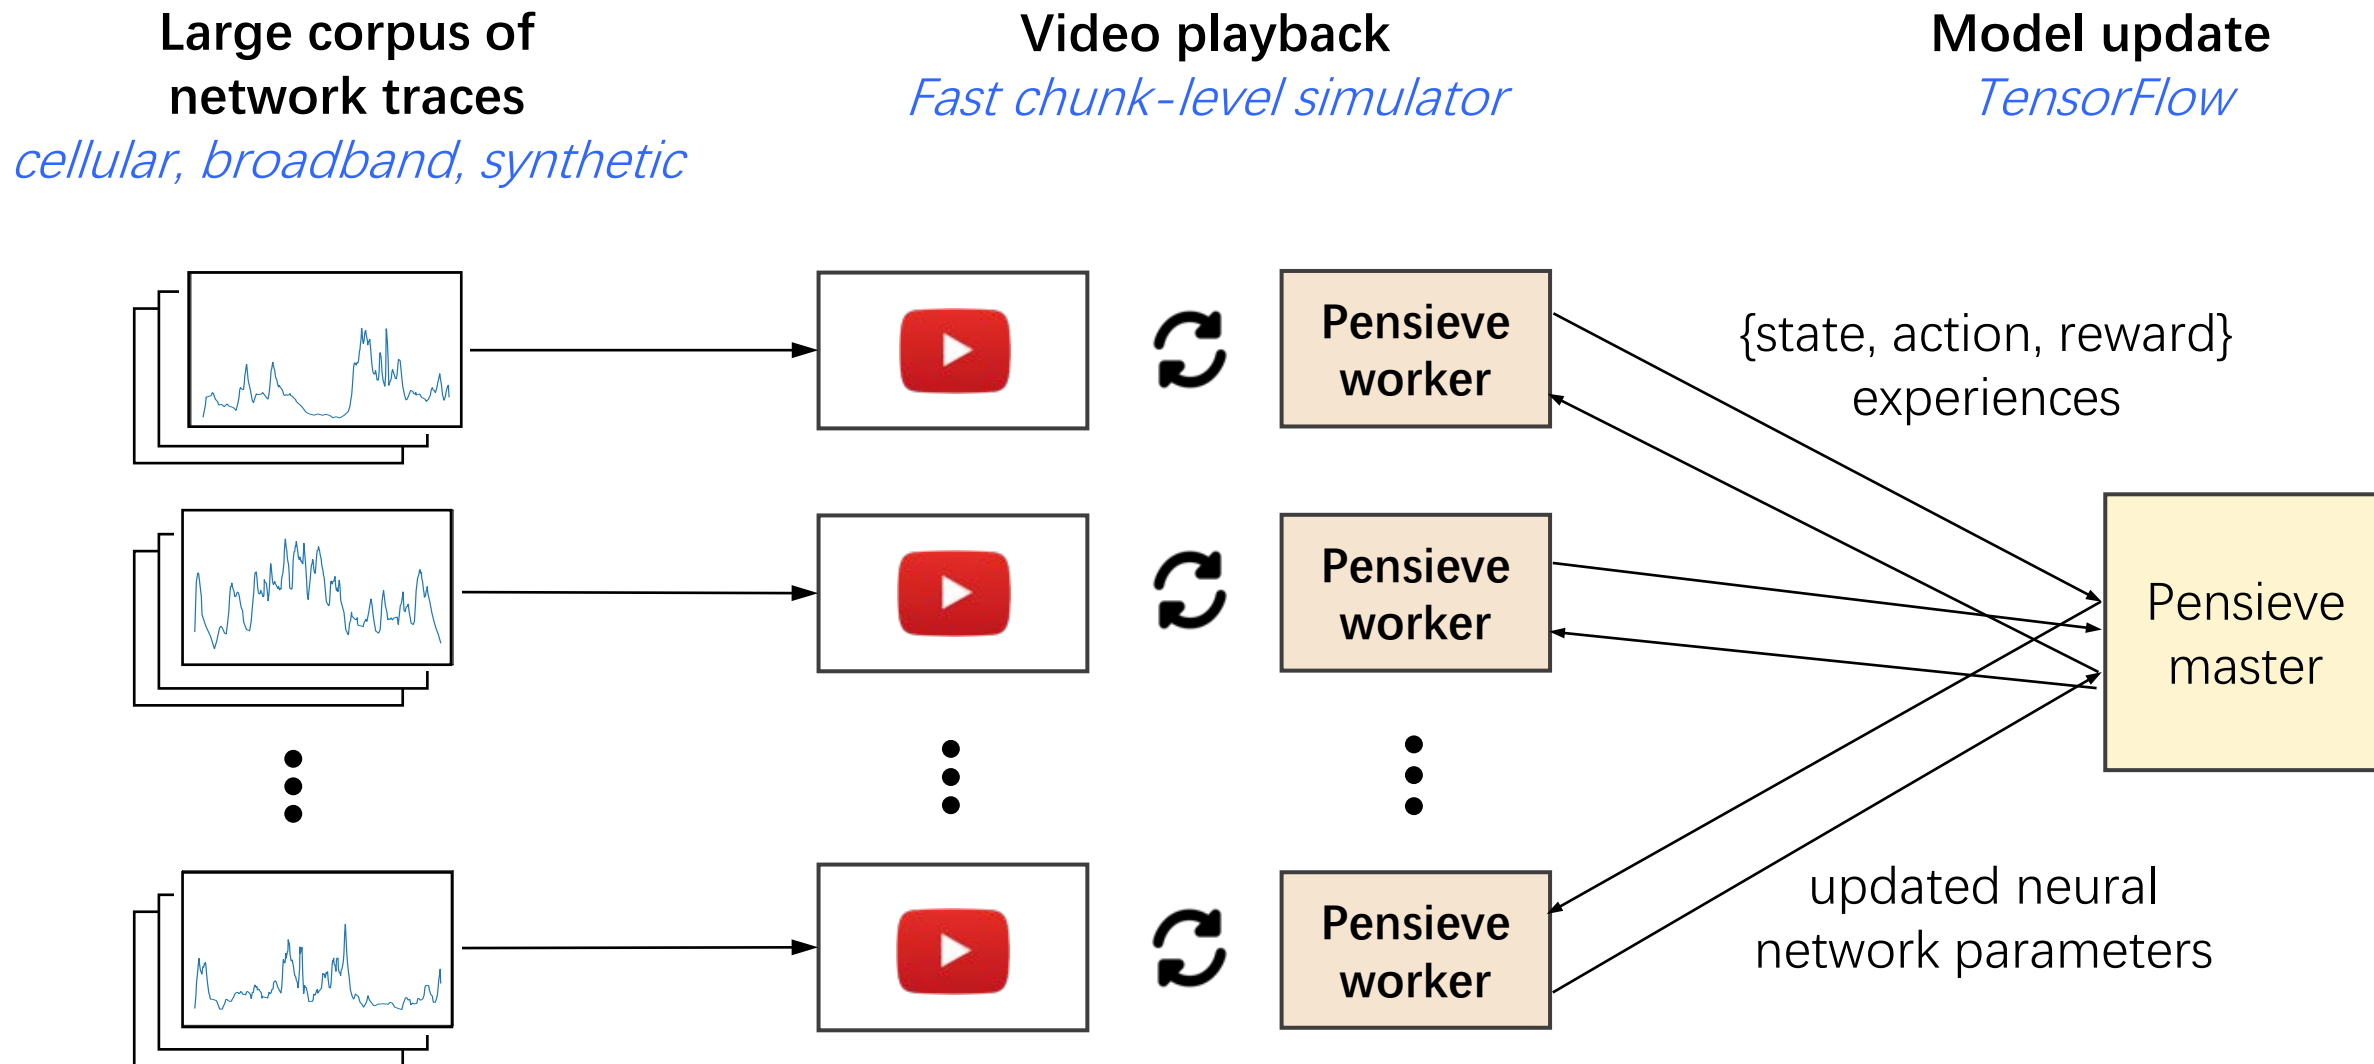 Large corpus of
network traces
cellular, broadband, synthetic
Video playback
Fast chunk-level simulator
Model update
TensorFlow
Pensieve
worker
{state, action, reward}
experiences
Pensieve
worker
Pensieve
master
Pensieve
worker
updated neural
network parameters